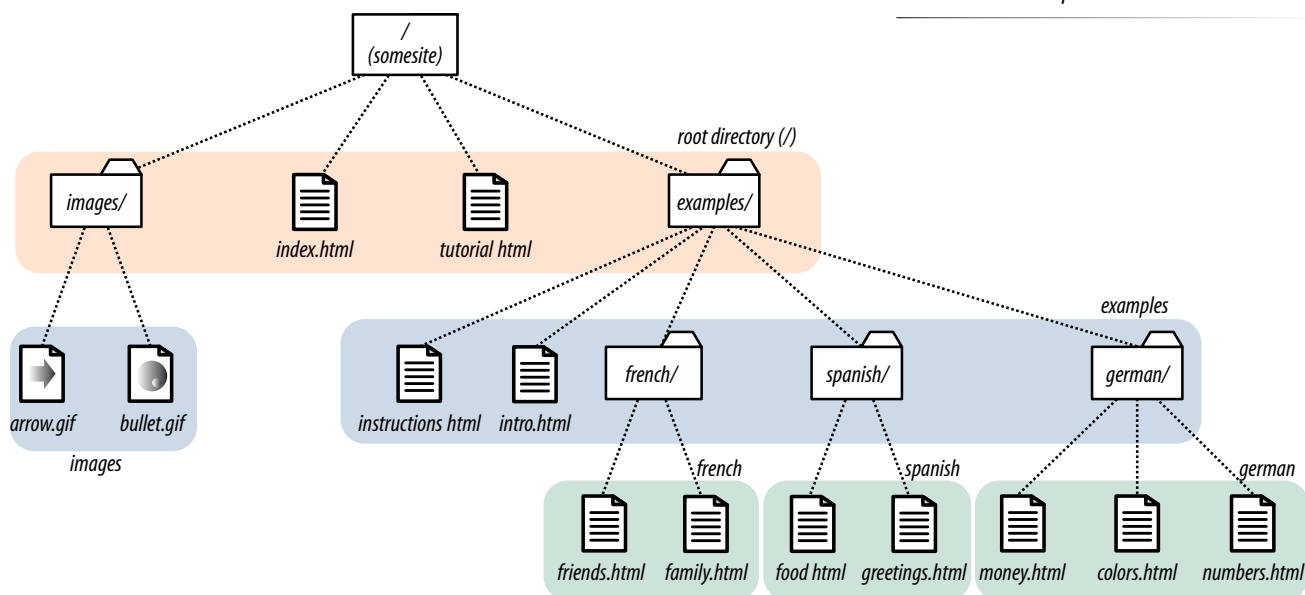 /
(somesite)
root directory (/)
images/
index.html
tutorial html
examples/
examples
arrow.gif
bullet.gif
images
instructions html
intro.html
french/
spanish/
german/
french
spanish
german
friends.html
family.html
food html
greetings.html
money.html
colors.html
numbers.html